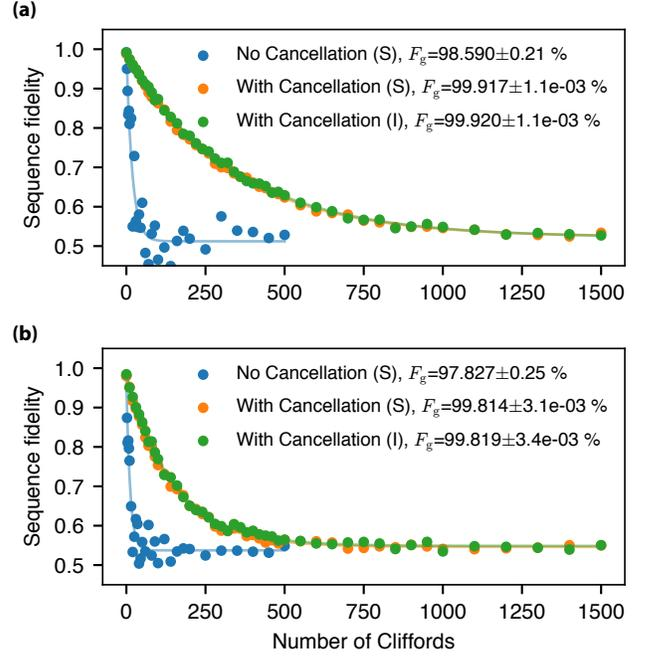 (a)
1.0
0.9
0.8
0.7
0.6
0.5
Sequence fidelity
No Cancellation (S), Fg=98.590±0.21 %
With Cancellation (S), Fg=99.917±1.1e-03 %
With Cancellation (I), Fg=99.920±1.1e-03 %
0 250 500 750 1000 1250 1500
(b)
1.0
0.9
0.8
0.7
0.6
0.5
Sequence fidelity
No Cancellation (S), Fg=97.827±0.25 %
With Cancellation (S), Fg=99.814±3.1e-03 %
With Cancellation (I), Fg=99.819±3.4e-03 %
0 250 500 750 1000 1250 1500
Number of Cliffords